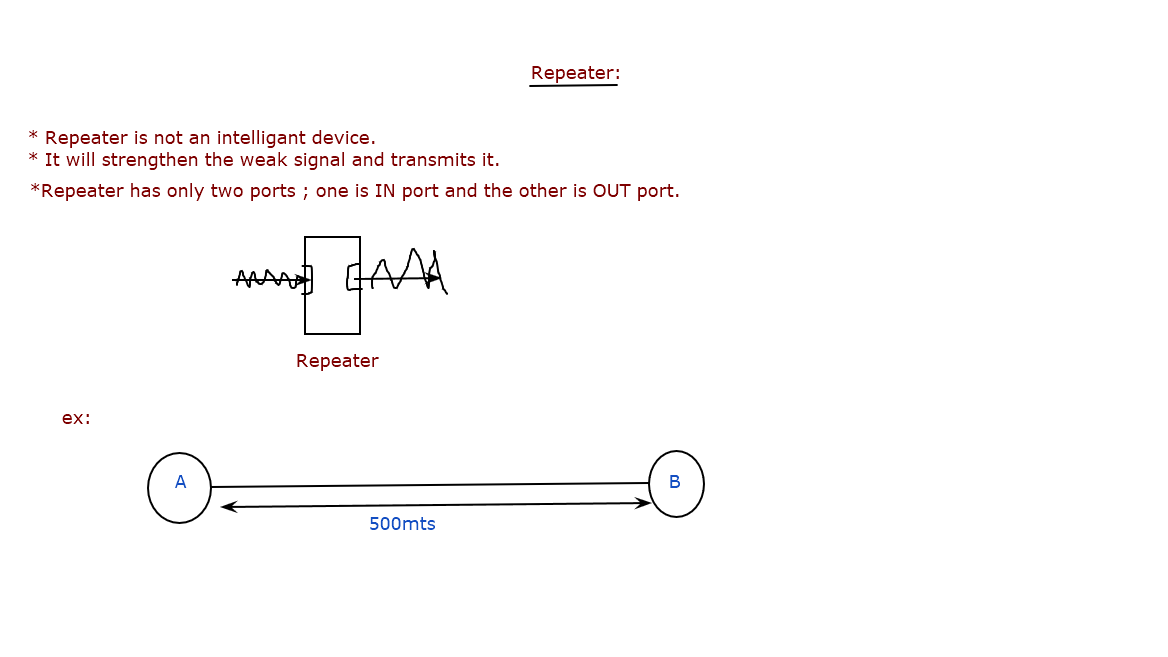 Repeater:
* Repeater is not an intelligant device.
* It will strengthen the weak signal and transmits it.
*Repeater has only two ports ; one is IN port and the other is OUT port.
Repeater
ex:
A
B
500mts